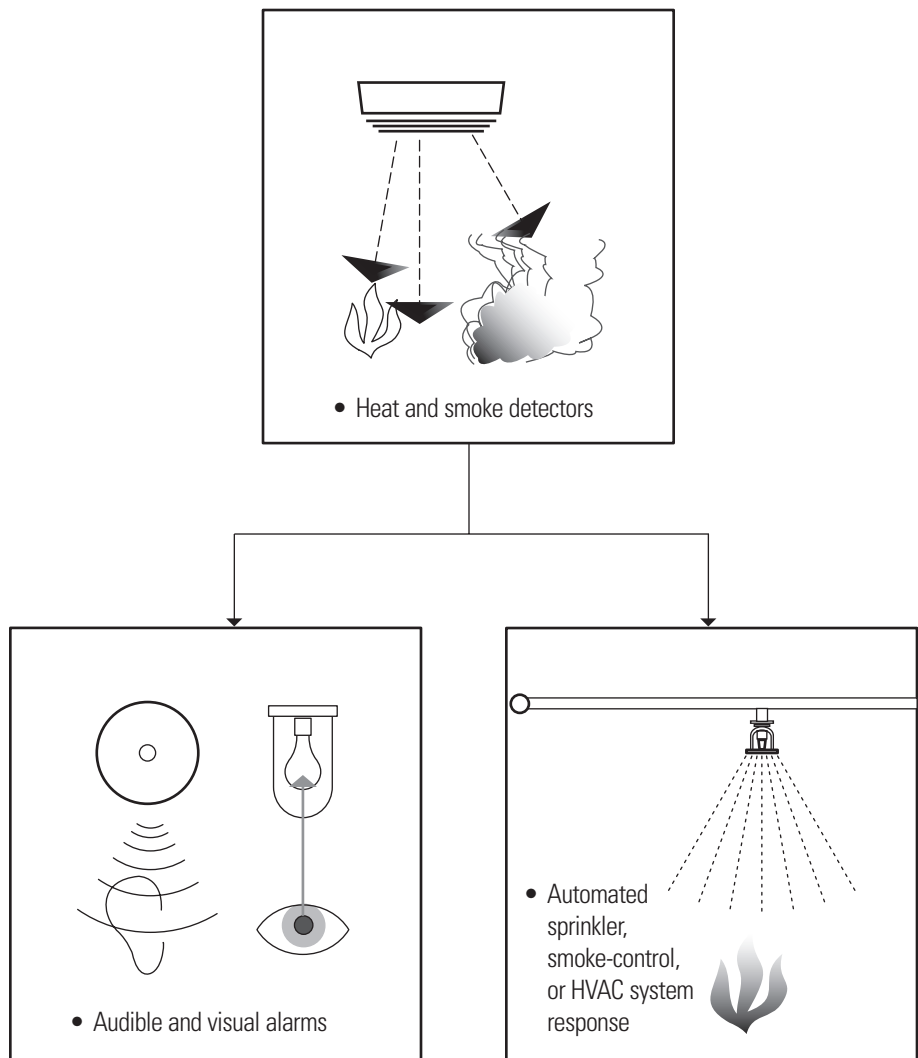 • Heat and smoke detectors
• Audible and visual alarms
• Automated
sprinkler,
smoke-control,
or HVAC system
response